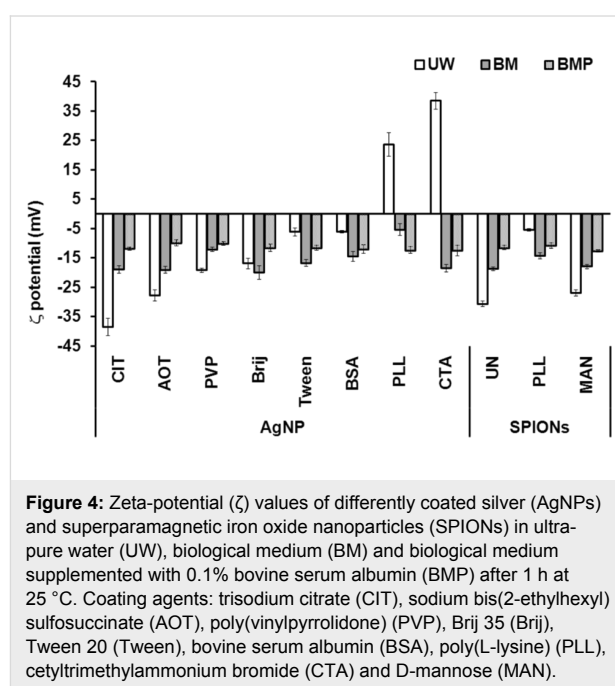 UW BM BMP
45
35
25
15
5
-5
-15
-25
-35
-45
ζ potential (mV)
CIT AOT PVP Brij Tween BSA PLL CTA UN PLL MAN
AgNP SPIONs
Figure 4: Zeta-potential (ζ) values of differently coated silver (AgNPs)
and superparamagnetic iron oxide nanoparticles (SPIONs) in ultra-
pure water (UW), biological medium (BM) and biological medium
supplemented with 0.1% bovine serum albumin (BMP) after 1 h at
25 °C. Coating agents: trisodium citrate (CIT), sodium bis(2-ethylhexyl)
sulfosuccinate (AOT), poly(vinylpyrrolidone) (PVP), Brij 35 (Brij),
Tween 20 (Tween), bovine serum albumin (BSA), poly(L-lysine) (PLL),
cetyltrimethylammonium bromide (CTA) and D-mannose (MAN).